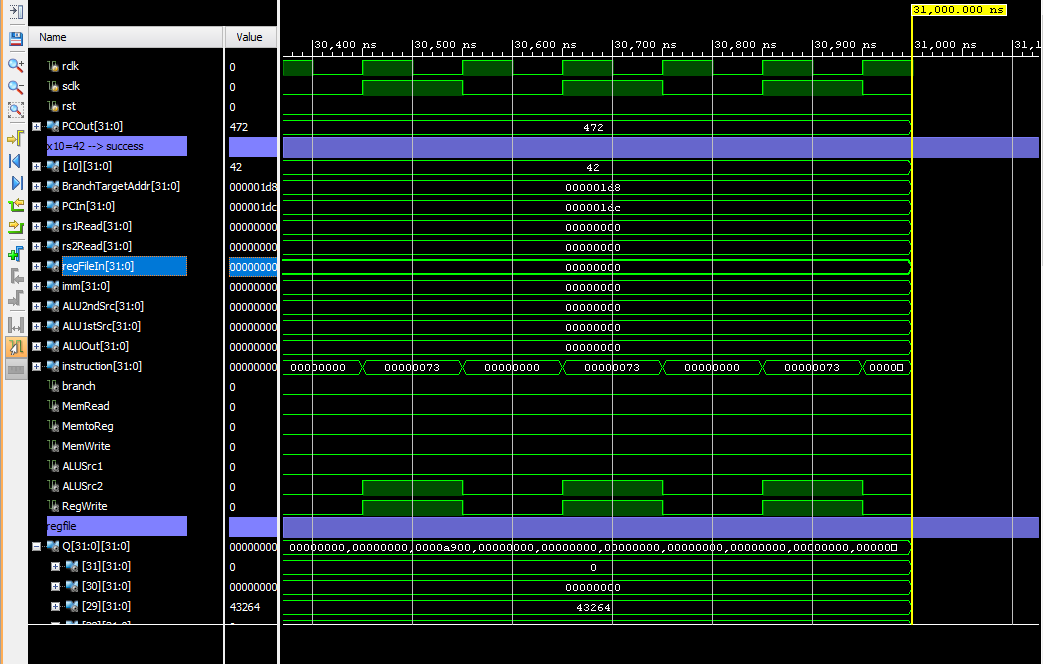 31,000.000 ns
Name Value 30,400 ns 30,500 ns 30,600 ns 30,700 ns 30,800 ns 30,900 ns 31,000 ns 31,1
rclk 0
sclk 0
rst 0
PCOut[31:0] 472 472
x10=42 --> success
[10][31:0] 42 42
BranchTargetAddr[31:0] 000001d8 000001d8
PCIn[31:0] 000001dc 000001dc
rs1Read[31:0] 00000000 00000000
rs2Read[31:0] 00000000 00000000
regFileIn[31:0] 00000000 00000000
imm[31:0] 00000000 00000000
ALU2ndSrc[31:0] 00000000 00000000
ALU1stSrc[31:0] 00000000 00000000
ALUOut[31:0] 00000000 00000000
instruction[31:0] 00000000 00000000 00000073 00000000 00000073 00000000 00000073 0000
branch 0
MemRead 0
MemtoReg 0
MemWrite 0
ALUSrc1 0
ALUSrc2 0
RegWrite 0
regfile
Q[31:0][31:0] 00000000 00000000,00000000,0000a900,00000000,00000000,00000000,00000000,00000000,00000000,00000
[31][31:0] 0 0
[30][31:0] 00000000 00000000
[29][31:0] 43264 43264